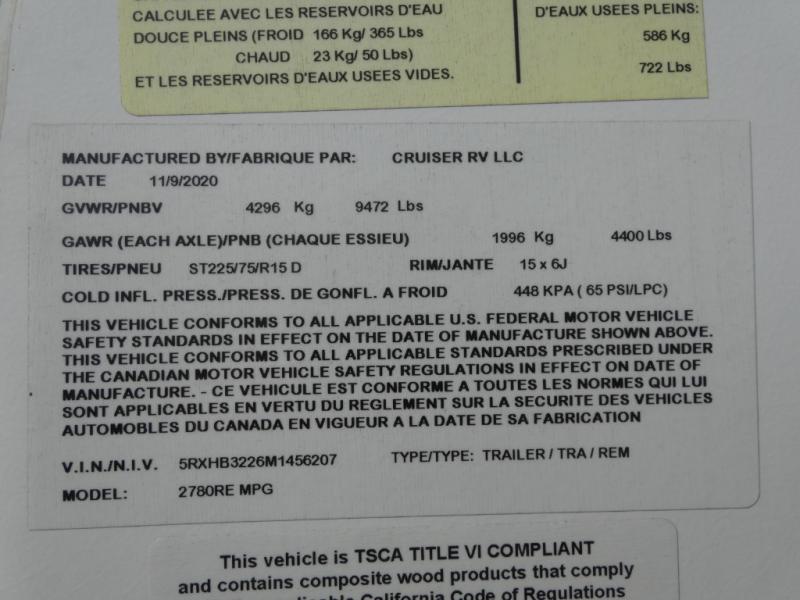 CALCULEE AVEC LES RESERVOIRS D'EAU
DOUCE PLEINS (FROID 166 Kg/ 365 Lbs
CHAUD 23 Kg/ 50 Lbs)
ET LES RESERVOIRS D'EAUX USEES VIDES.
D'EAUX USEES PLEINS:
586 Kg
722 Lbs
MANUFACTURED BY/FABRIQUE PAR: CRUISER RV LLC
DATE 11/9/2020
GVWR/PNBV 4296 Kg 9472 Lbs
GAWR (EACH AXLE)/PNB (CHAQUE ESSIEU) 1996 Kg 4400 Lbs
TIRES/PNEU ST225/75/R15 D RIM/JANTE 15 x 6J
COLD INFL. PRESS./PRESS. DE GONFL. A FROID 448 KPA ( 65 PSI/LPC)
THIS VEHICLE CONFORMS TO ALL APPLICABLE U.S. FEDERAL MOTOR VEHICLE
SAFETY STANDARDS IN EFFECT ON THE DATE OF MANUFACTURE SHOWN ABOVE.
THIS VEHICLE CONFORMS TO ALL APPLICABLE STANDARDS PRESCRIBED UNDER
THE CANADIAN MOTOR VEHICLE SAFETY REGULATIONS IN EFFECT ON DATE OF
MANUFACTURE. - CE VEHICULE EST CONFORME A TOUTES LES NORMES QUI LUI
SONT APPLICABLES EN VERTU DU REGLEMENT SUR LA SECURITE DES VEHICLES
AUTOMOBLES DU CANADA EN VIGUEUR A LA DATE DE SA FABRICATION
V.I.N./N.I.V. 5RXHB3226M1456207 TYPE/TYPE: TRAILER / TRA / REM
MODEL: 2780RE MPG
This vehicle is TSCA TITLE VI COMPLIANT
and contains composite wood products that comply
California Code of Regulations